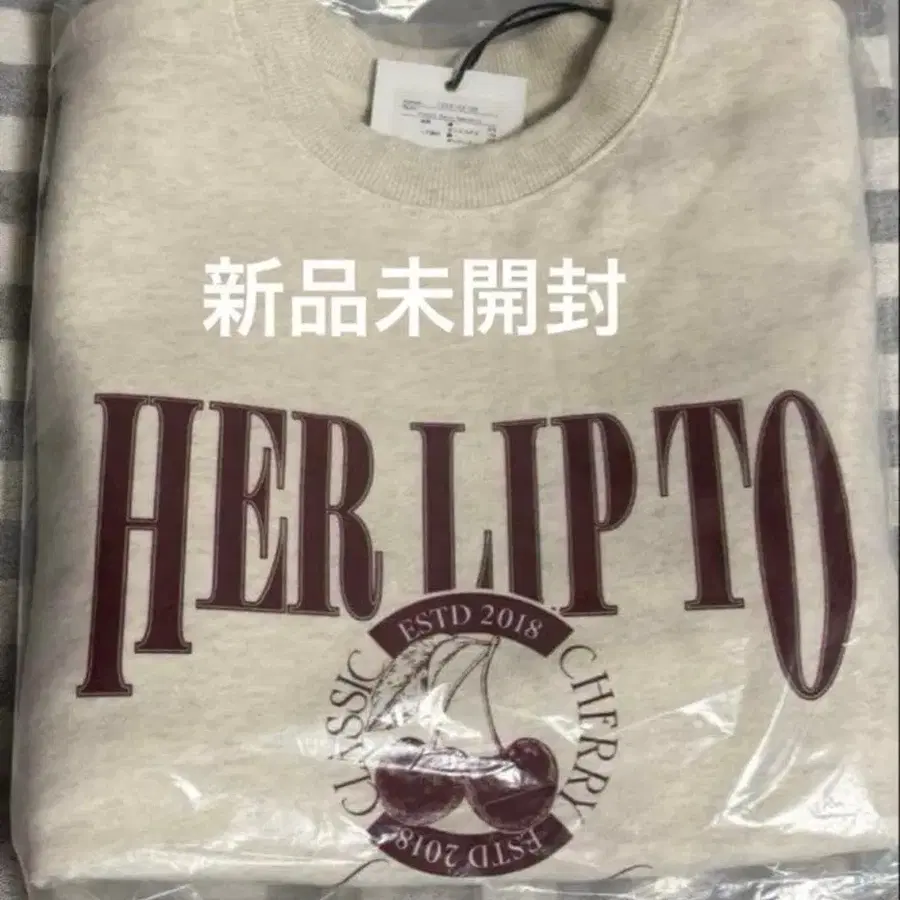 新品未開封
HER LIP TO
ESTD 2018
CLASSIC
CHERRY
ESTD 2018